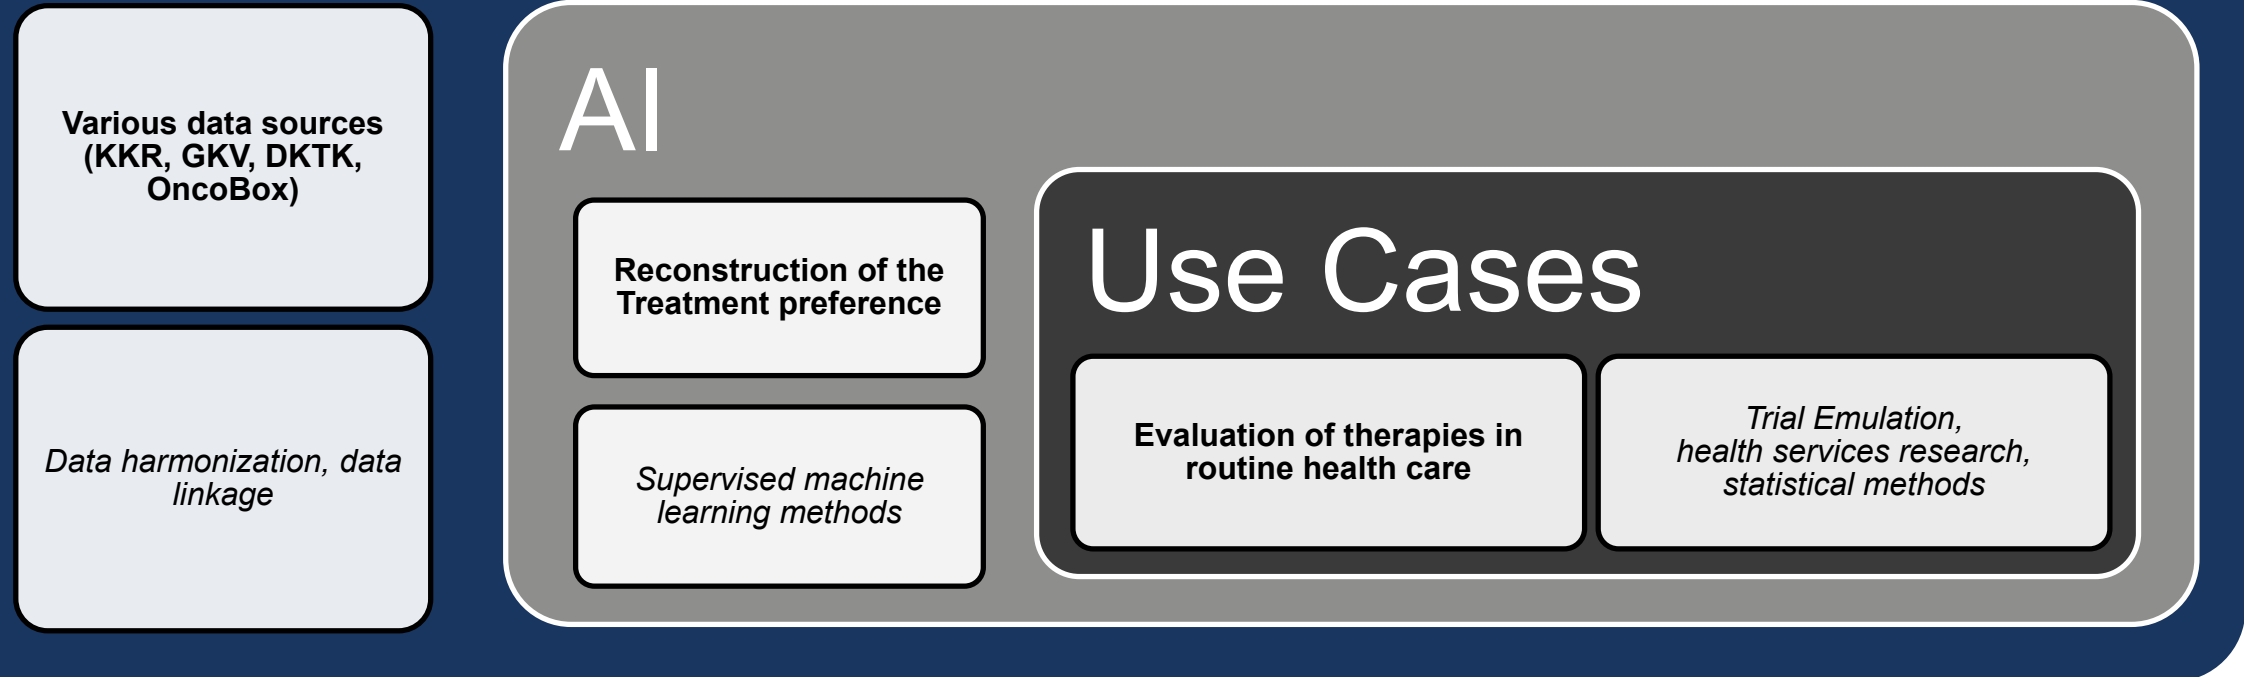 Various data sources
(KKR, GKV, DKTK,
OncoBox)
Data harmonization, data
linkage
AI
Reconstruction of the
Treatment preference
Supervised machine
learning methods
Use Cases
Evaluation of therapies in
routine health care
Trial Emulation,
health services research,
statistical methods